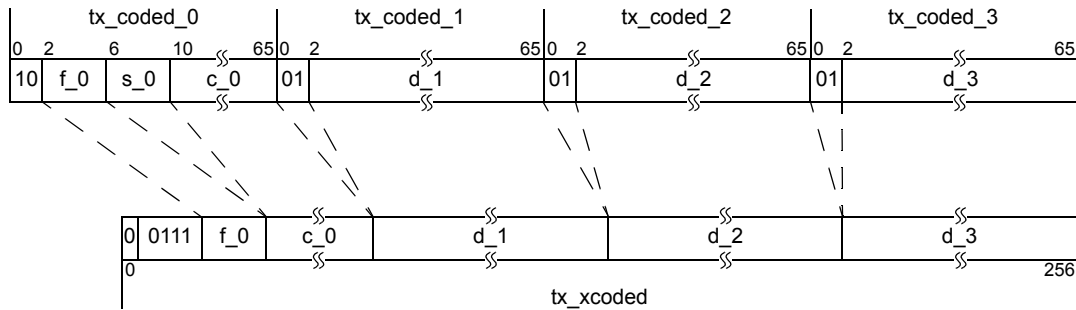 tx_coded_0 tx_coded_1 tx_coded_2 tx_coded_3
0 2 6 10 65 0 2 65 0 2 65 0 2 65
10 f_0 s_0 c_0 01 d_1 01 d_2 01 d_3
0 0111 f_0 c_0 d_1 d_2 d_3
0 256
tx_xcoded